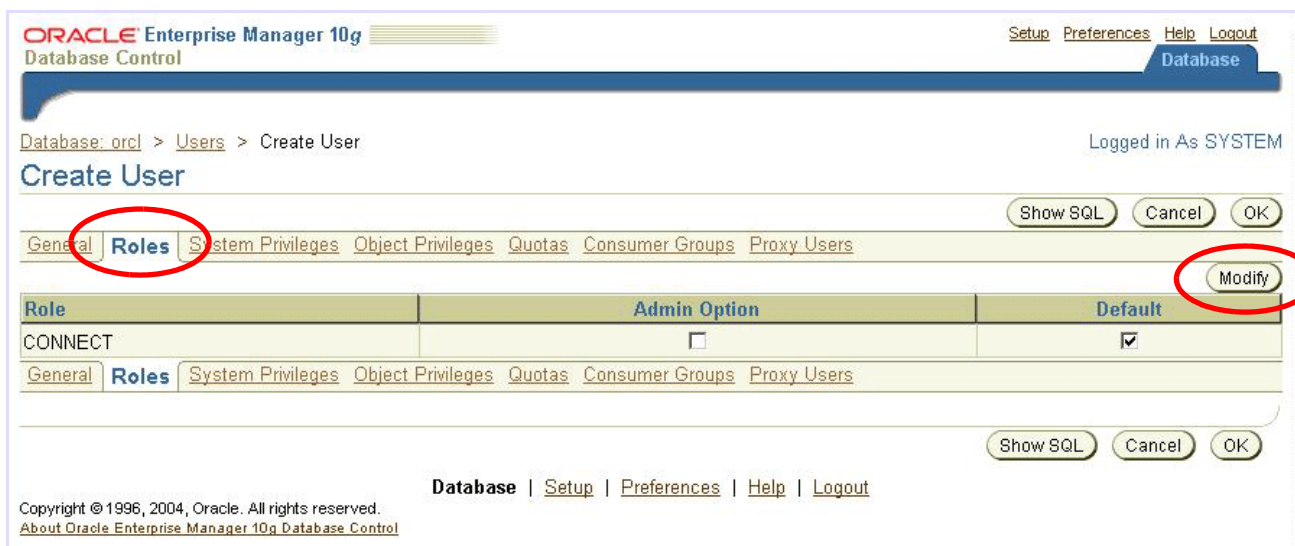 ORACLE Enterprise Manager 10g
Database Control
Setup Preferences Help Logout
Database
Database: orcl > Users > Create User
Logged in As SYSTEM
Create User
Show SQL Cancel OK
General Roles System Privileges Object Privileges Quotas Consumer Groups Proxy Users
Modify
Role Admin Option Default
CONNECT
General Roles System Privileges Object Privileges Quotas Consumer Groups Proxy Users
Show SQL Cancel OK
Database | Setup | Preferences | Help | Logout
Copyright © 1996, 2004, Oracle. All rights reserved.
About Oracle Enterprise Manager 10g Database Control